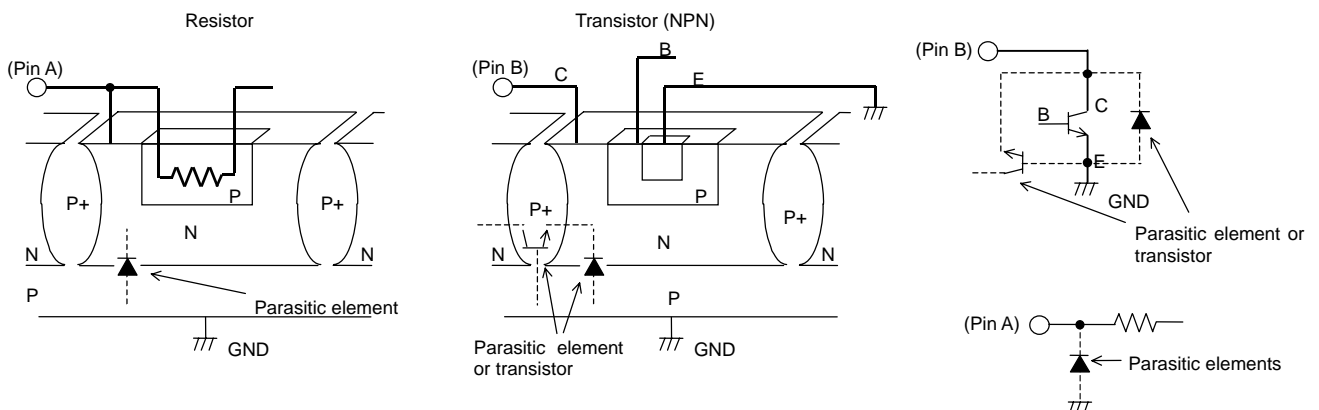 Resistor
(Pin A)
P+
P+
P
N
N
N
P
Parasitic element
GND
Transistor (NPN)
(Pin B)
C
B
E
P+
P+
P
N
N
N
P
Parasitic element
or transistor
GND
(Pin B)
C
B
E
GND
Parasitic element or
transistor
(Pin A)
Parasitic elements